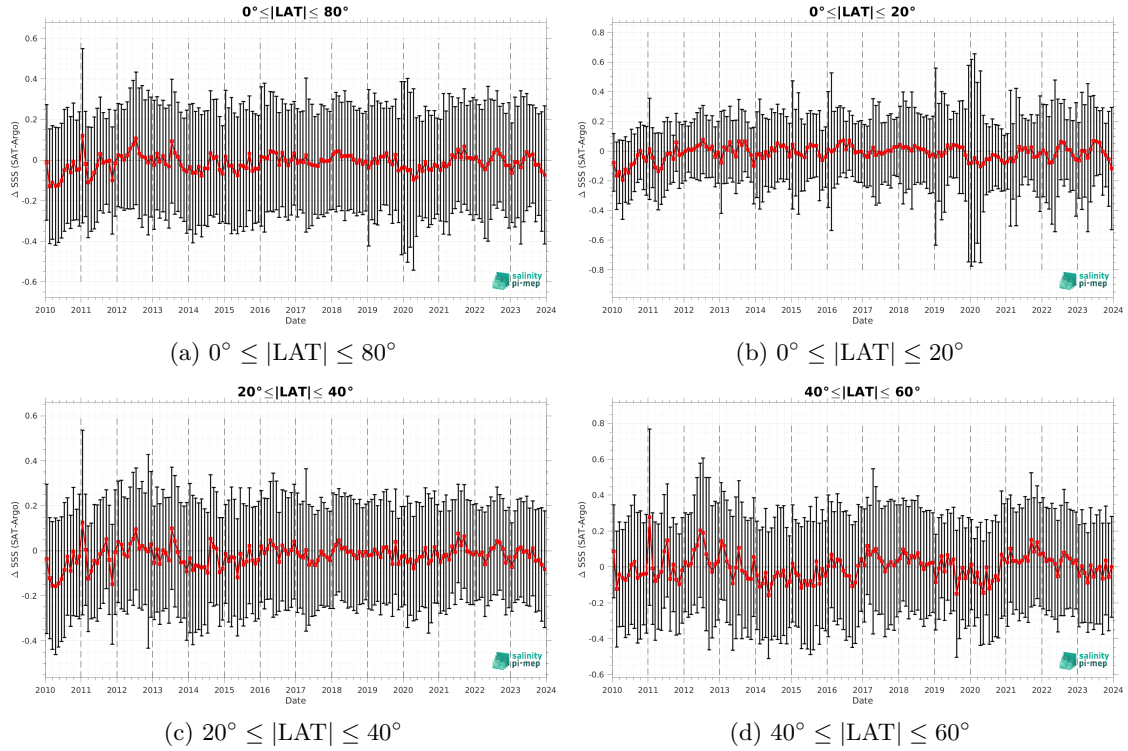 0°≤|LAT|≤ 80°
Δ SSS (SAT-Argo)
0.6
0.4
0.2
0
-0.2
-0.4
-0.6
salinity
pi-mep
2010 2011 2012 2013 2014 2015 2016 2017 2018 2019 2020 2021 2022 2023 2024
Date
(a) 0° ≤ |LAT| ≤ 80°
0°≤|LAT|≤ 20°
Δ SSS (SAT-Argo)
0.8
0.6
0.4
0.2
0
-0.2
-0.4
-0.6
-0.8
salinity
pi-mep
2010 2011 2012 2013 2014 2015 2016 2017 2018 2019 2020 2021 2022 2023 2024
Date
(b) 0° ≤ |LAT| ≤ 20°
20°≤|LAT|≤ 40°
Δ SSS (SAT-Argo)
0.6
0.4
0.2
0
-0.2
-0.4
salinity
pi-mep
2010 2011 2012 2013 2014 2015 2016 2017 2018 2019 2020 2021 2022 2023 2024
Date
(c) 20° ≤ |LAT| ≤ 40°
40°≤|LAT|≤ 60°
Δ SSS (SAT-Argo)
0.8
0.6
0.4
0.2
0
-0.2
-0.4
-0.6
salinity
pi-mep
2010 2011 2012 2013 2014 2015 2016 2017 2018 2019 2020 2021 2022 2023 2024
Date
(d) 40° ≤ |LAT| ≤ 60°